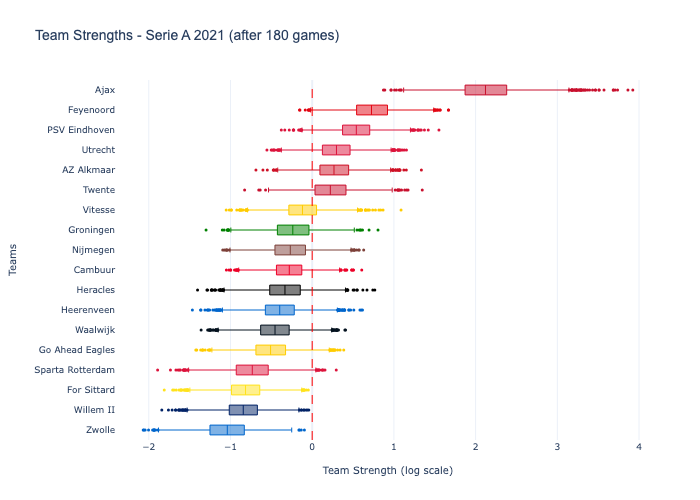 Team Strengths - Serie A 2021 (after 180 games)
Ajax
Feyenoord
PSV Eindhoven
Utrecht
AZ Alkmaar
Twente
Vitesse
Groningen
Nijmegen
Cambuur
Heracles
Heerenveen
Waalwijk
Go Ahead Eagles
Sparta Rotterdam
For Sittard
Willem II
Zwolle
Teams
−2 −1 0 1 2 3 4
Team Strength (log scale)